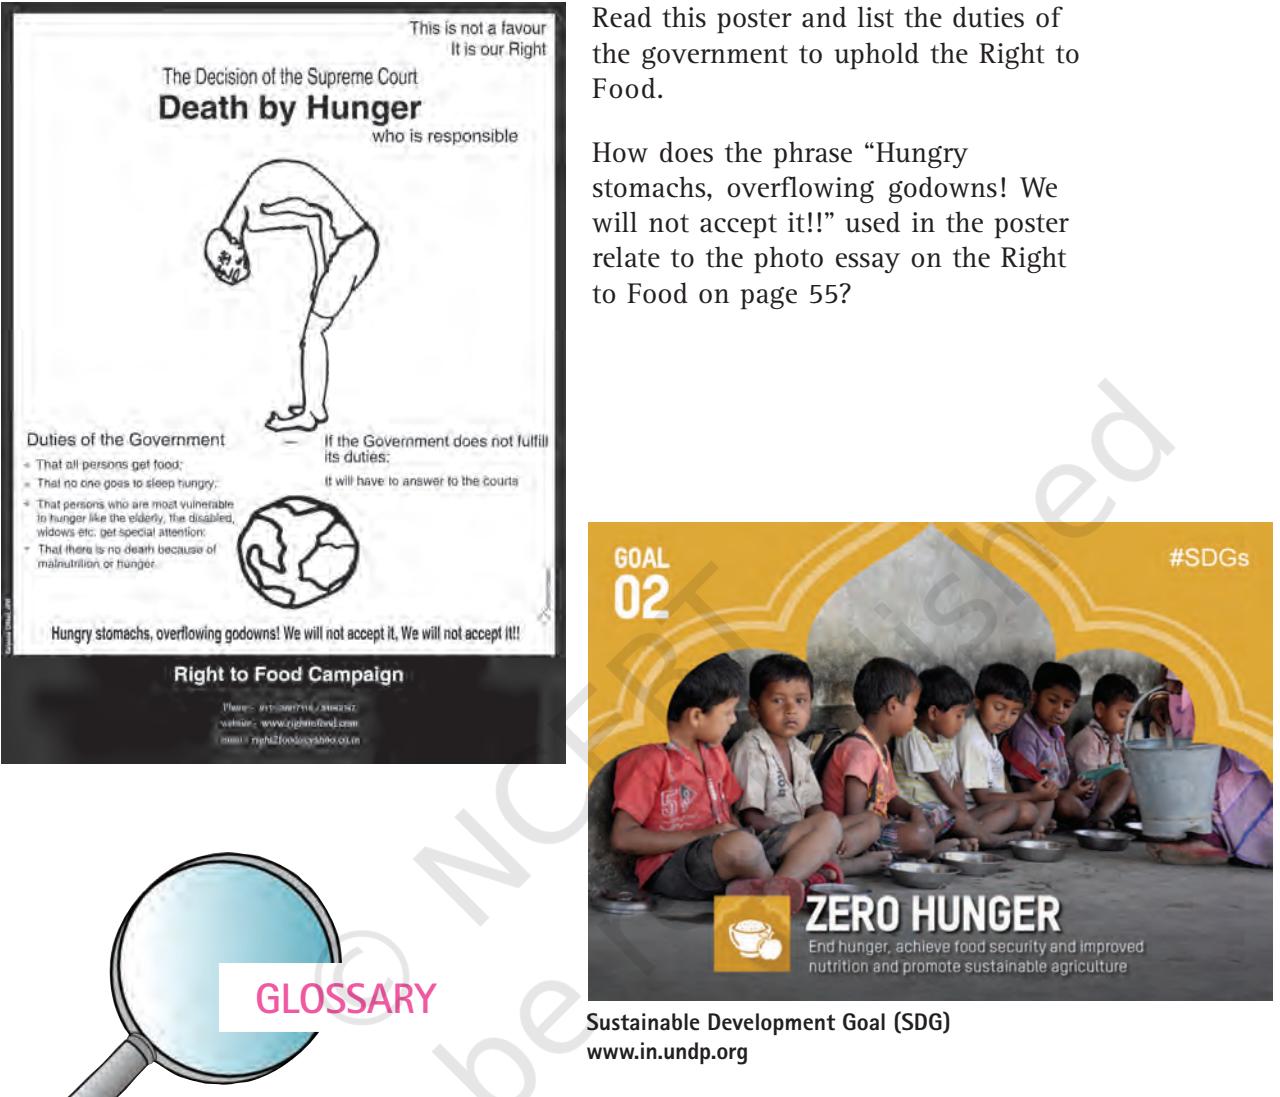 This is not a favour
It is our Right
The Decision of the Supreme Court
Death by Hunger
who is responsible
Duties of the Government
That all persons get food;
That no one goes to sleep hungry;
That persons who are most vulnerable
to hunger like the elderly, the disabled,
widows etc. get special attention;
That there is no death because of
malnutrition or hunger.
If the Government does not fulfill
its duties:
It will have to answer to the courts
Hungry stomachs, overflowing godowns! We will not accept it, We will not accept it!!
Right to Food Campaign
website - www.righttofood.com
Read this poster and list the duties of
the government to uphold the Right to
Food.
How does the phrase “Hungry
stomachs, overflowing godowns! We
will not accept it!!” used in the poster
relate to the photo essay on the Right
to Food on page 55?
GOAL
02
#SDGs
ZERO HUNGER
End hunger, achieve food security and improved
nutrition and promote sustainable agriculture
Sustainable Development Goal (SDG)
www.in.undp.org
GLOSSARY
© NCERT
be republished